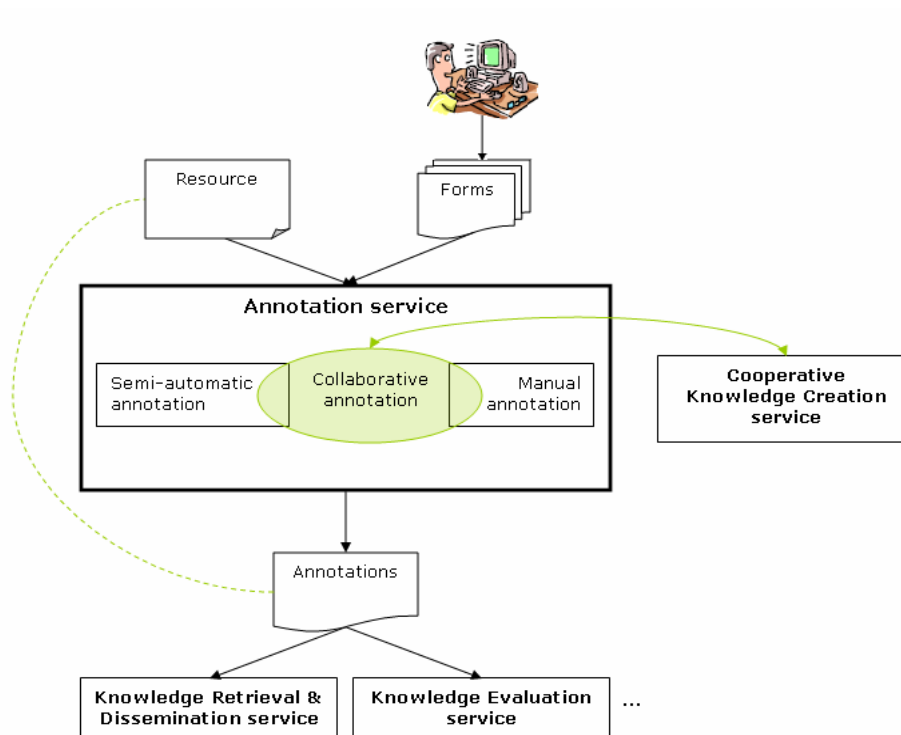 Resource
Forms
Annotation service
Semi-automatic
annotation
Collaborative
annotation
Manual
annotation
Cooperative
Knowledge Creation
service
Annotations
Knowledge Retrieval &
Dissemination service
Knowledge Evaluation
service
...